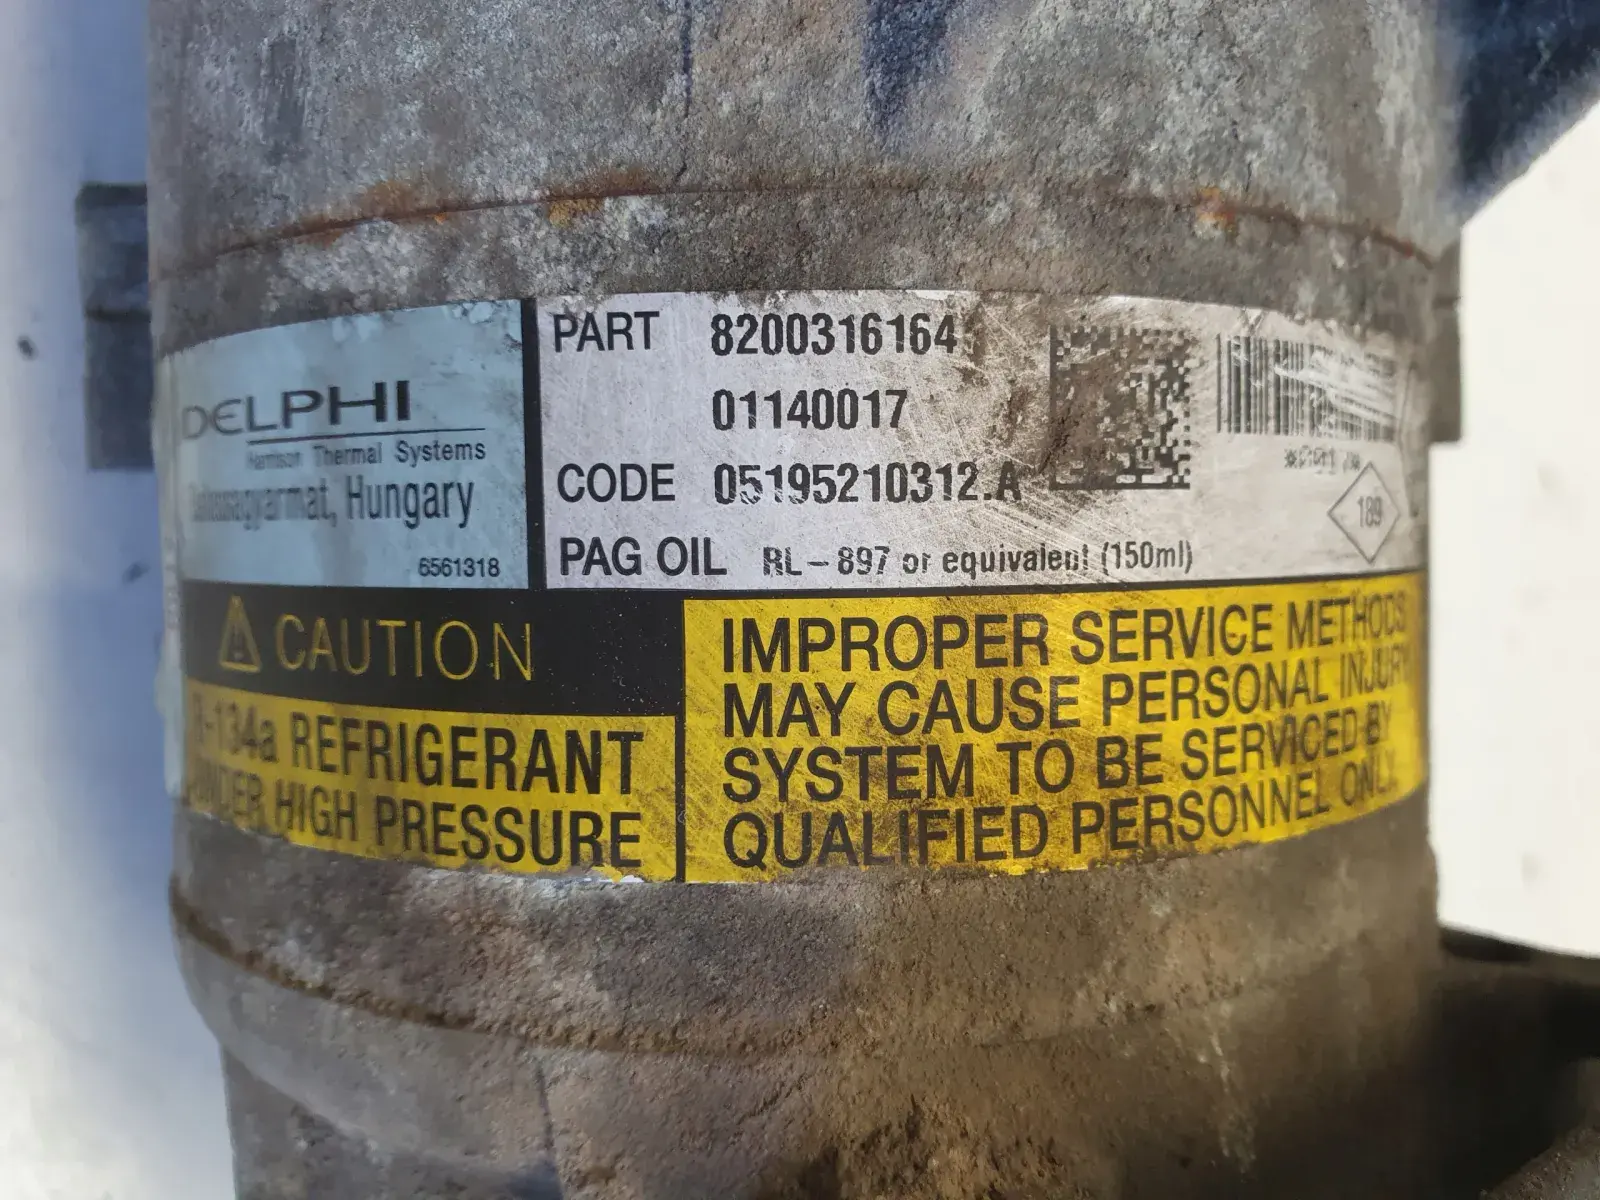 DELPHI
Harrison Thermal Systems
Hungary
6561318
PART 8200316164
01140017
CODE 05195210312.A
PAG OIL RL-897 or equivalent (150ml)
189
CAUTION
R-134a REFRIGERANT
UNDER HIGH PRESSURE
IMPROPER SERVICE METHODS
MAY CAUSE PERSONAL INJURY
SYSTEM TO BE SERVICED BY
QUALIFIED PERSONNEL ONLY.